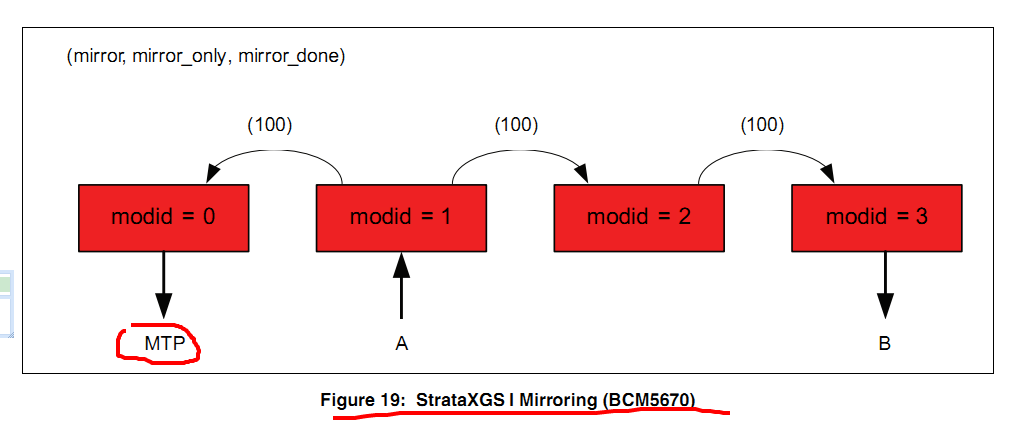 (mirror, mirror_only, mirror_done)
(100) (100) (100)
modid = 0 modid = 1 modid = 2 modid = 3
MTP A B
Figure 19: StrataXGS I Mirroring (BCM5670)